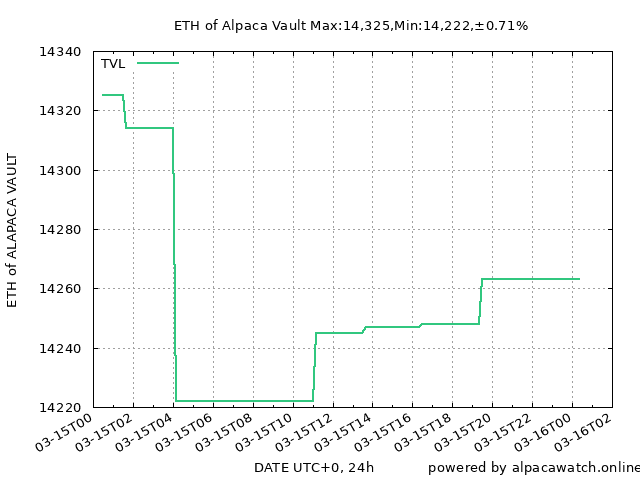 ETH of Alpaca Vault Max:14,325,Min:14,222,±0.71%
14340
TVL
14320
14300
14280
14260
14240
14220
ETH of ALAPACA VAULT
03-15T00
03-15T02
03-15T04
03-15T06
03-15T08
03-15T10
03-15T12
03-15T14
03-15T16
03-15T18
03-15T20
03-15T22
03-16T00
03-16T02
DATE UTC+0, 24h
powered by alpacawatch.online